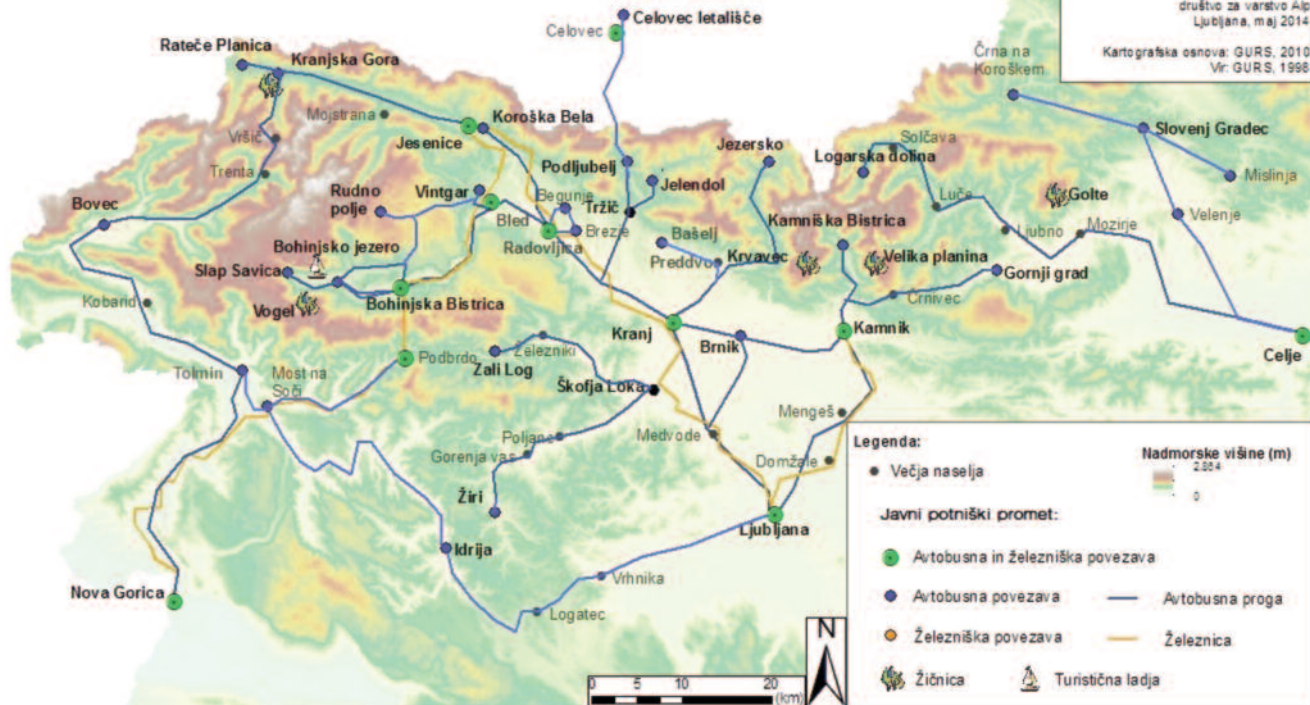 društvo za varstvo Alp
Ljubljana, maj 2014
Kartografska osnova: GURS, 2010
Vir: GURS, 1998
Celovec letališče
Celovec
Rateče Planica
Kranjska Gora
Črna na
Koroškem
Mojstrana
Koroška Bela
Vršič
Jesenice
Slovenj Gradec
Solčava
Jezersko
Logarska dolina
Podljubelj
Trenta
Jelendol
Mislinja
Rudno
polje
Vintgar
Begunje
Golte
Luče
Bovec
Tržič
Bled
Kamniška Bistrica
Velenje
Ljubno
Mozirje
Radovljica
Brezje
Bašelj
Bohinjsko jezero
Preddvor
Krvavec
Velika planina
Slap Savica
Gornji grad
Kobarid
Vogel
Bohinjska Bistrica
Črnivec
Kranj
Brnik
Kamnik
Železniki
Podbrdo
Zali Log
Celje
Tolmin
Most na
Soči
Škofja Loka
Mengeš
Poljane
Medvode
Gorenja vas
Domžale
Žiri
Ljubljana
Idrija
Vrhnika
Nova Gorica
Logatec
Legenda:
Nadmorske višine (m)
2.864
0
Večja naselja
Javni potniški promet:
Avtobusna in železniška povezava
Avtobusna povezava
Avtobusna proga
Železniška povezava
Železnica
Žičnica
Turistična ladja
N
0 5 10 20
(km)